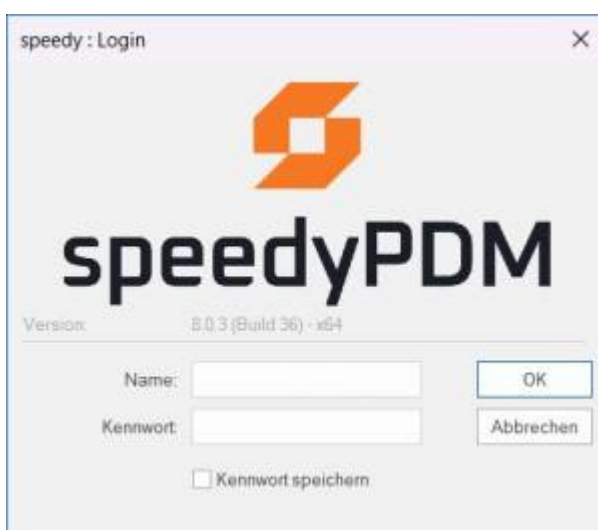 speedy : Login
speedyPDM
Version: 8.0.3 (Build 36) - x64
Name: OK
Kennwort: Abbrechen
Kennwort speichern